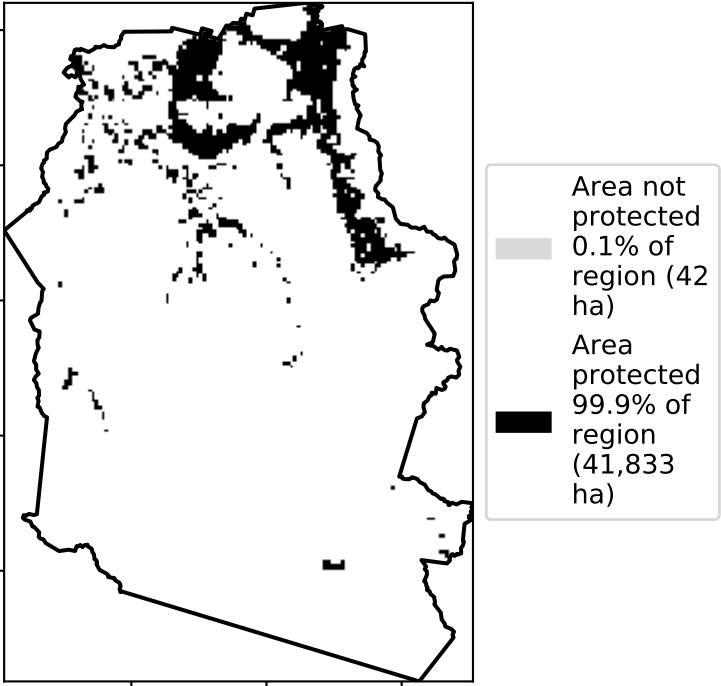 Area not
protected
0.1% of
region (42
ha)
Area
protected
99.9% of
region
(41,833
ha)